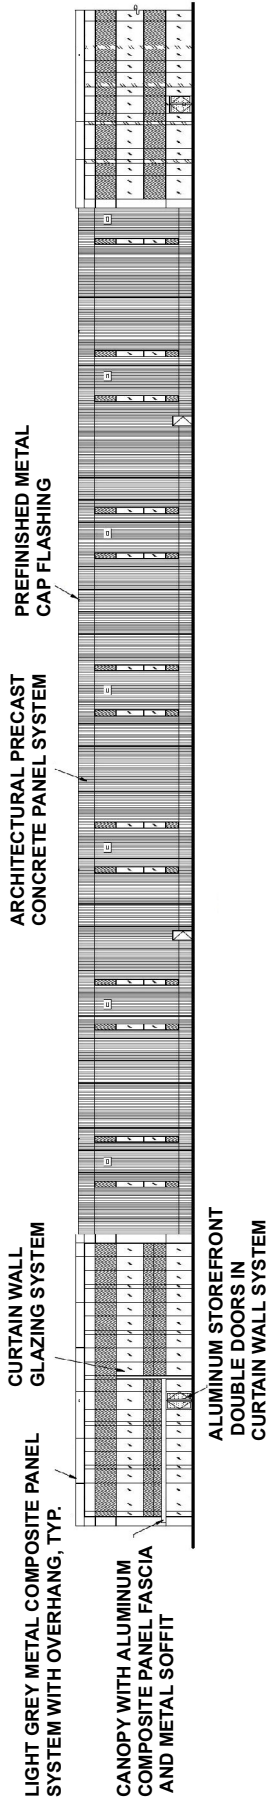 LIGHT GREY METAL COMPOSITE PANEL
SYSTEM WITH OVERHANG, TYP.
CURTAIN WALL
GLAZING SYSTEM
ARCHITECTURAL PRECAST
CONCRETE PANEL SYSTEM
PREFINISHED METAL
CAP FLASHING
CANOPY WITH ALUMINUM
COMPOSITE PANEL FASCIA
AND METAL SOFFIT
ALUMINUM STOREFRONT
DOUBLE DOORS IN
CURTAIN WALL SYSTEM